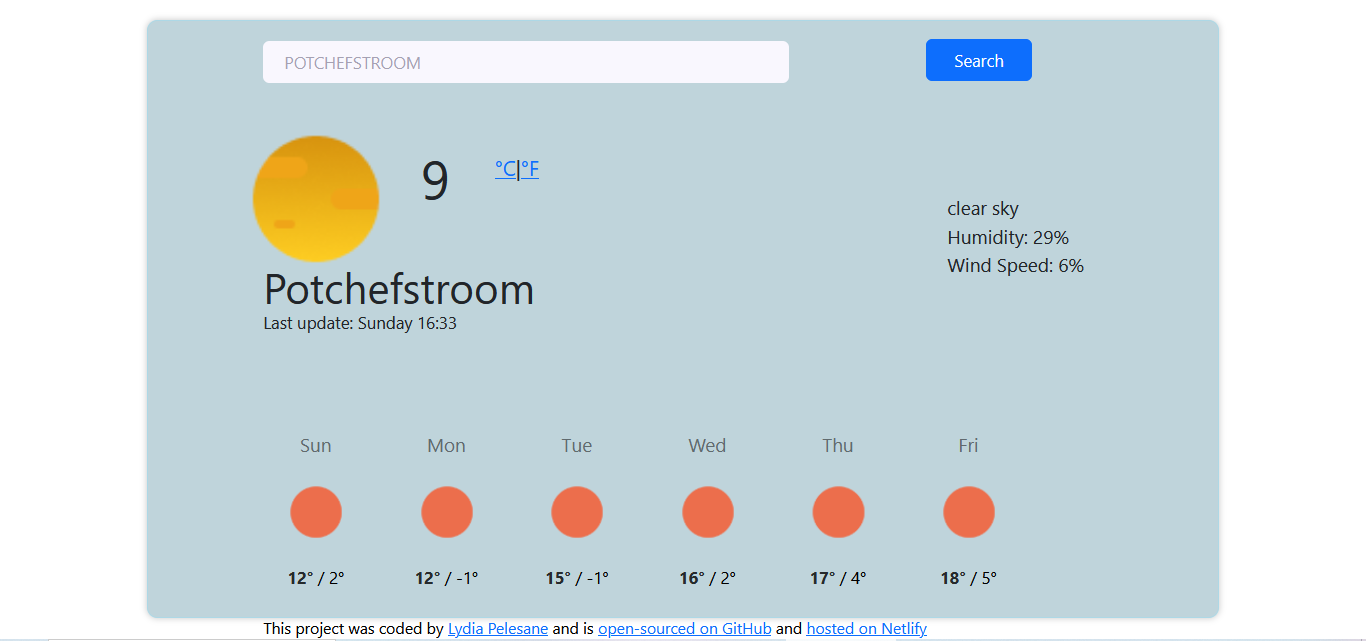 POTCHEFSTROOM
Search
9
°C|°F
clear sky
Humidity: 29%
Wind Speed: 6%
Potchefstroom
Last update: Sunday 16:33
Sun Mon Tue Wed Thu Fri
12° / 2° 12° / -1° 15° / -1° 16° / 2° 17° / 4° 18° / 5°
This project was coded by Lydia Pelesane and is open-sourced on GitHub and hosted on Netlify